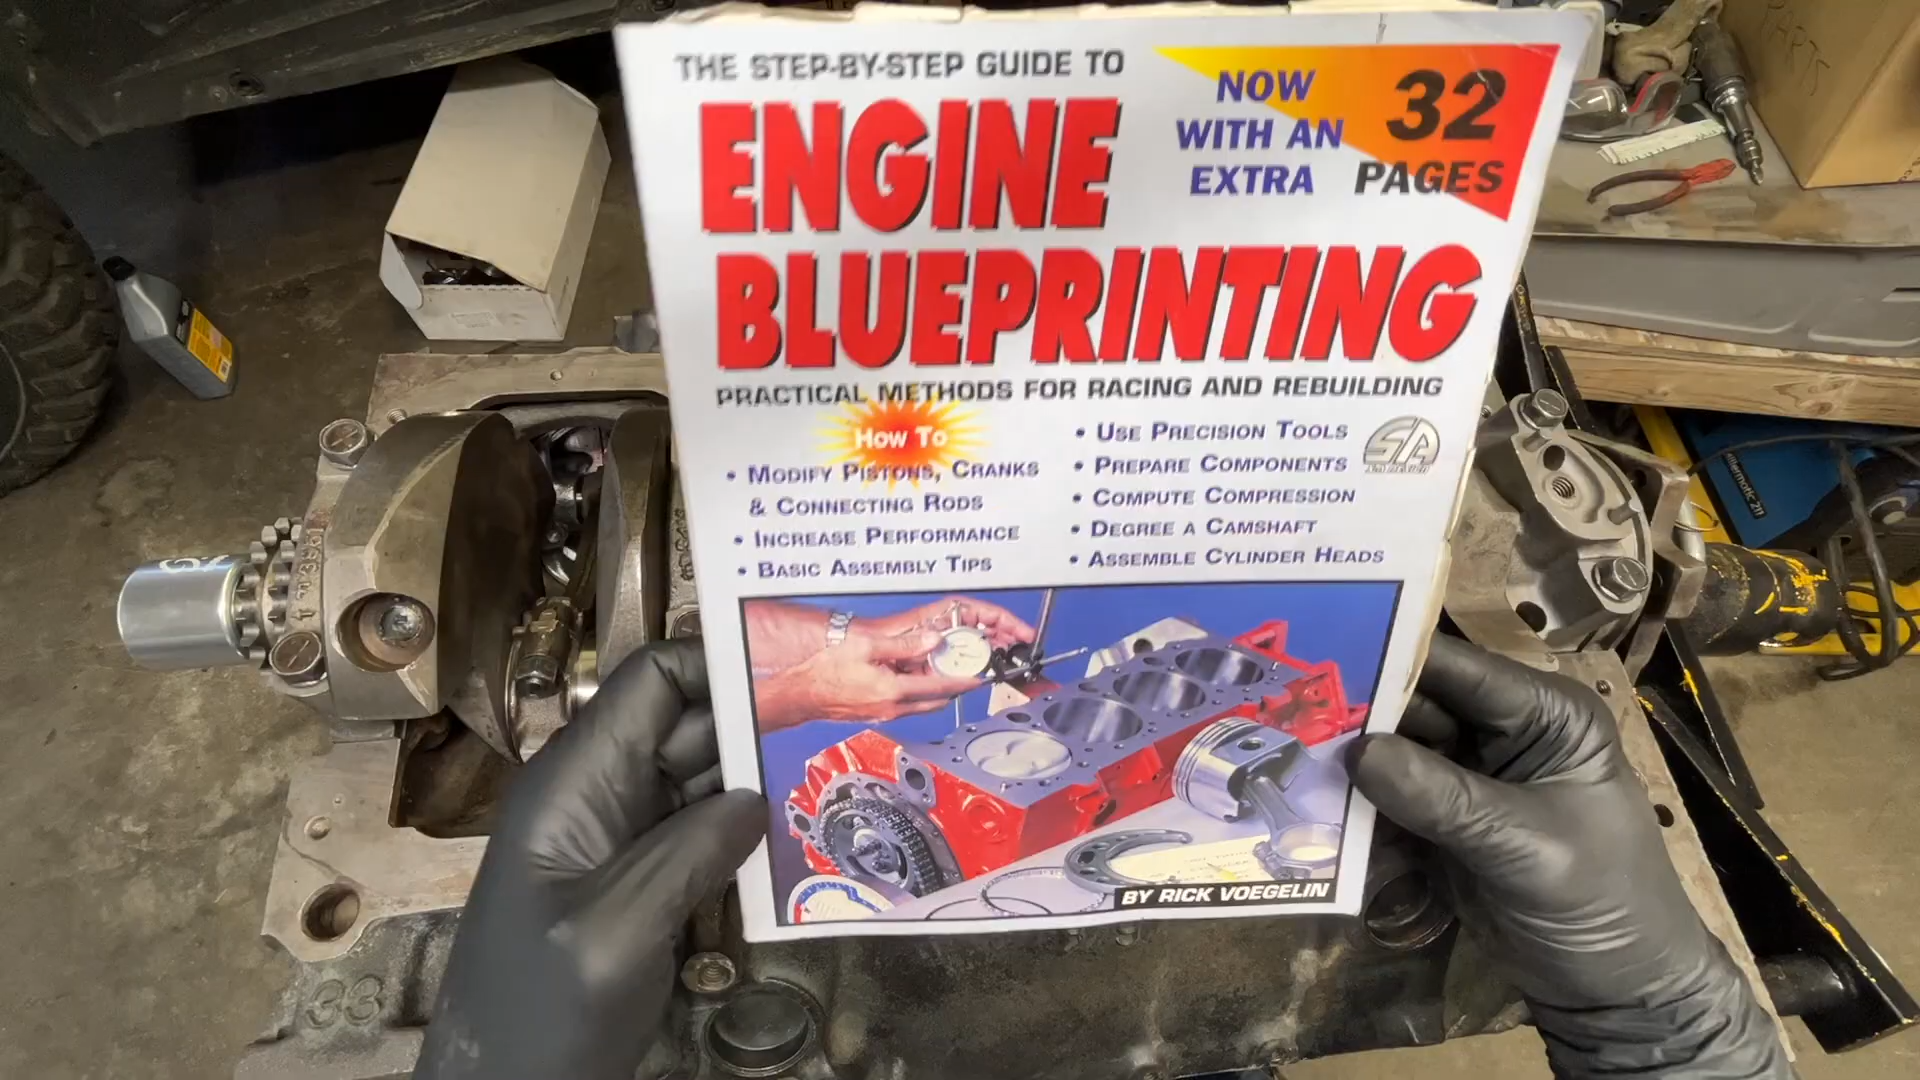 THE STEP-BY-STEP GUIDE TO
ENGINE
BLUEPRINTING
NOW
WITH AN
EXTRA
32
PAGES
PRACTICAL METHODS FOR RACING AND REBUILDING
HOW TO
• MODIFY PISTONS, CRANKS
& CONNECTING RODS
• INCREASE PERFORMANCE
• BASIC ASSEMBLY TIPS
• USE PRECISION TOOLS
• PREPARE COMPONENTS
• COMPUTE COMPRESSION
• DEGREE A CAMSHAFT
• ASSEMBLE CYLINDER HEADS
SA
BY RICK VOEGELIN
PARTS
33